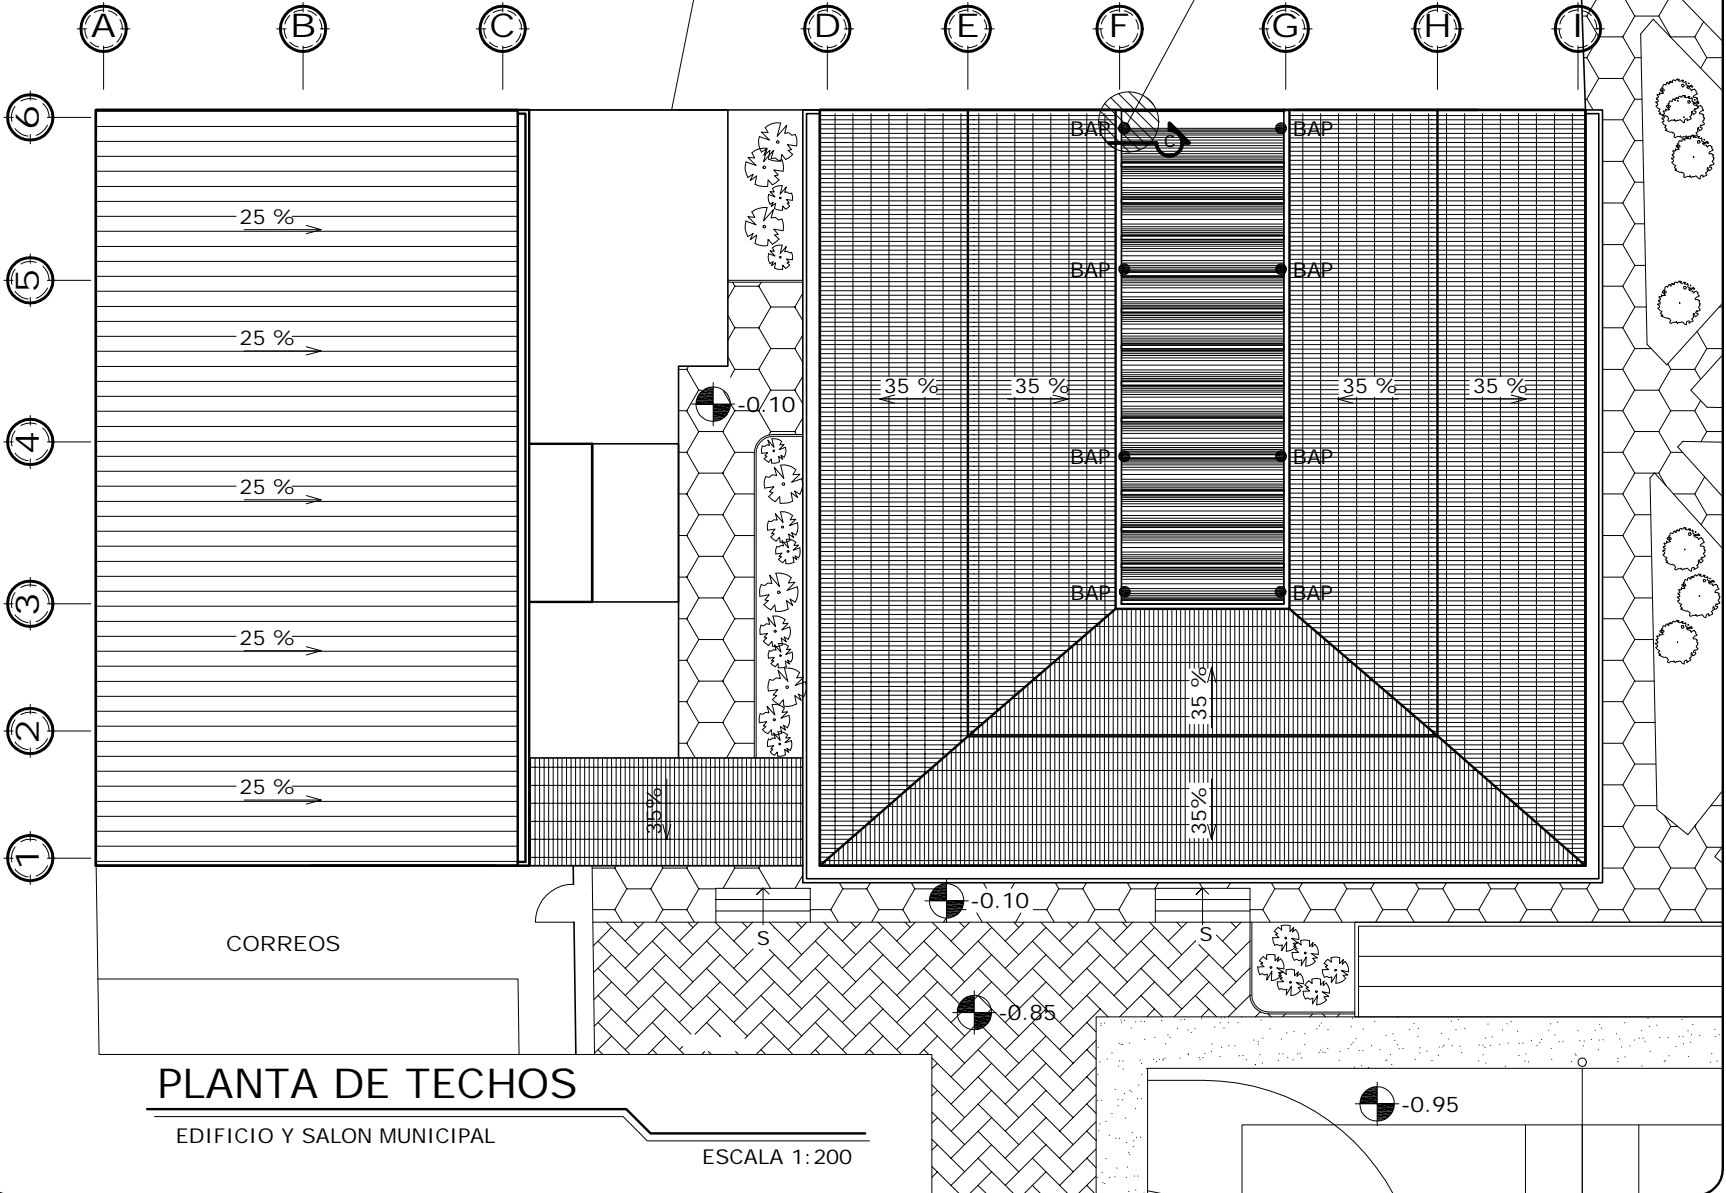 A B C D E F G H I
6
BAP BAP
C
25 %
5
BAP BAP
25 %
35 % 35 % 35 % 35 %
-0.10
4
BAP BAP
25 %
3
BAP BAP
25 %
35 %
2
25 %
35% 35%
1
-0.10
S S
CORREOS
-0.85
PLANTA DE TECHOS
-0.95
EDIFICIO Y SALON MUNICIPAL
ESCALA 1:200